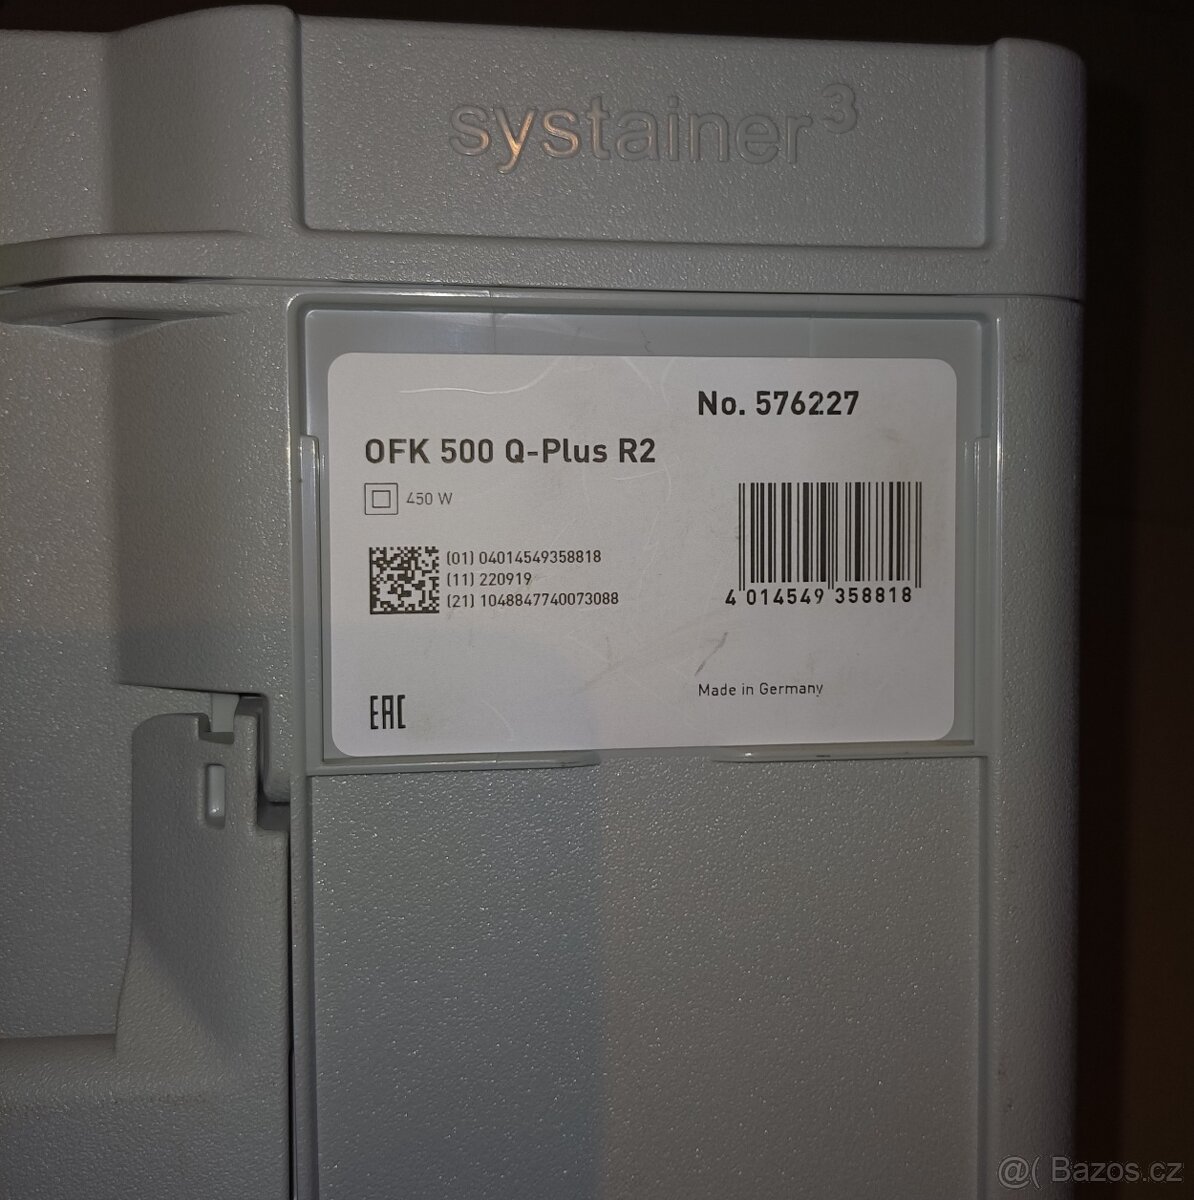 systainer³
No. 576227
OFK 500 Q-Plus R2
450 W
(01) 04014549358818
(11) 220919
(21) 1048847740073088
4 014549 358818
EAC
Made in Germany
@( Bazos.cz